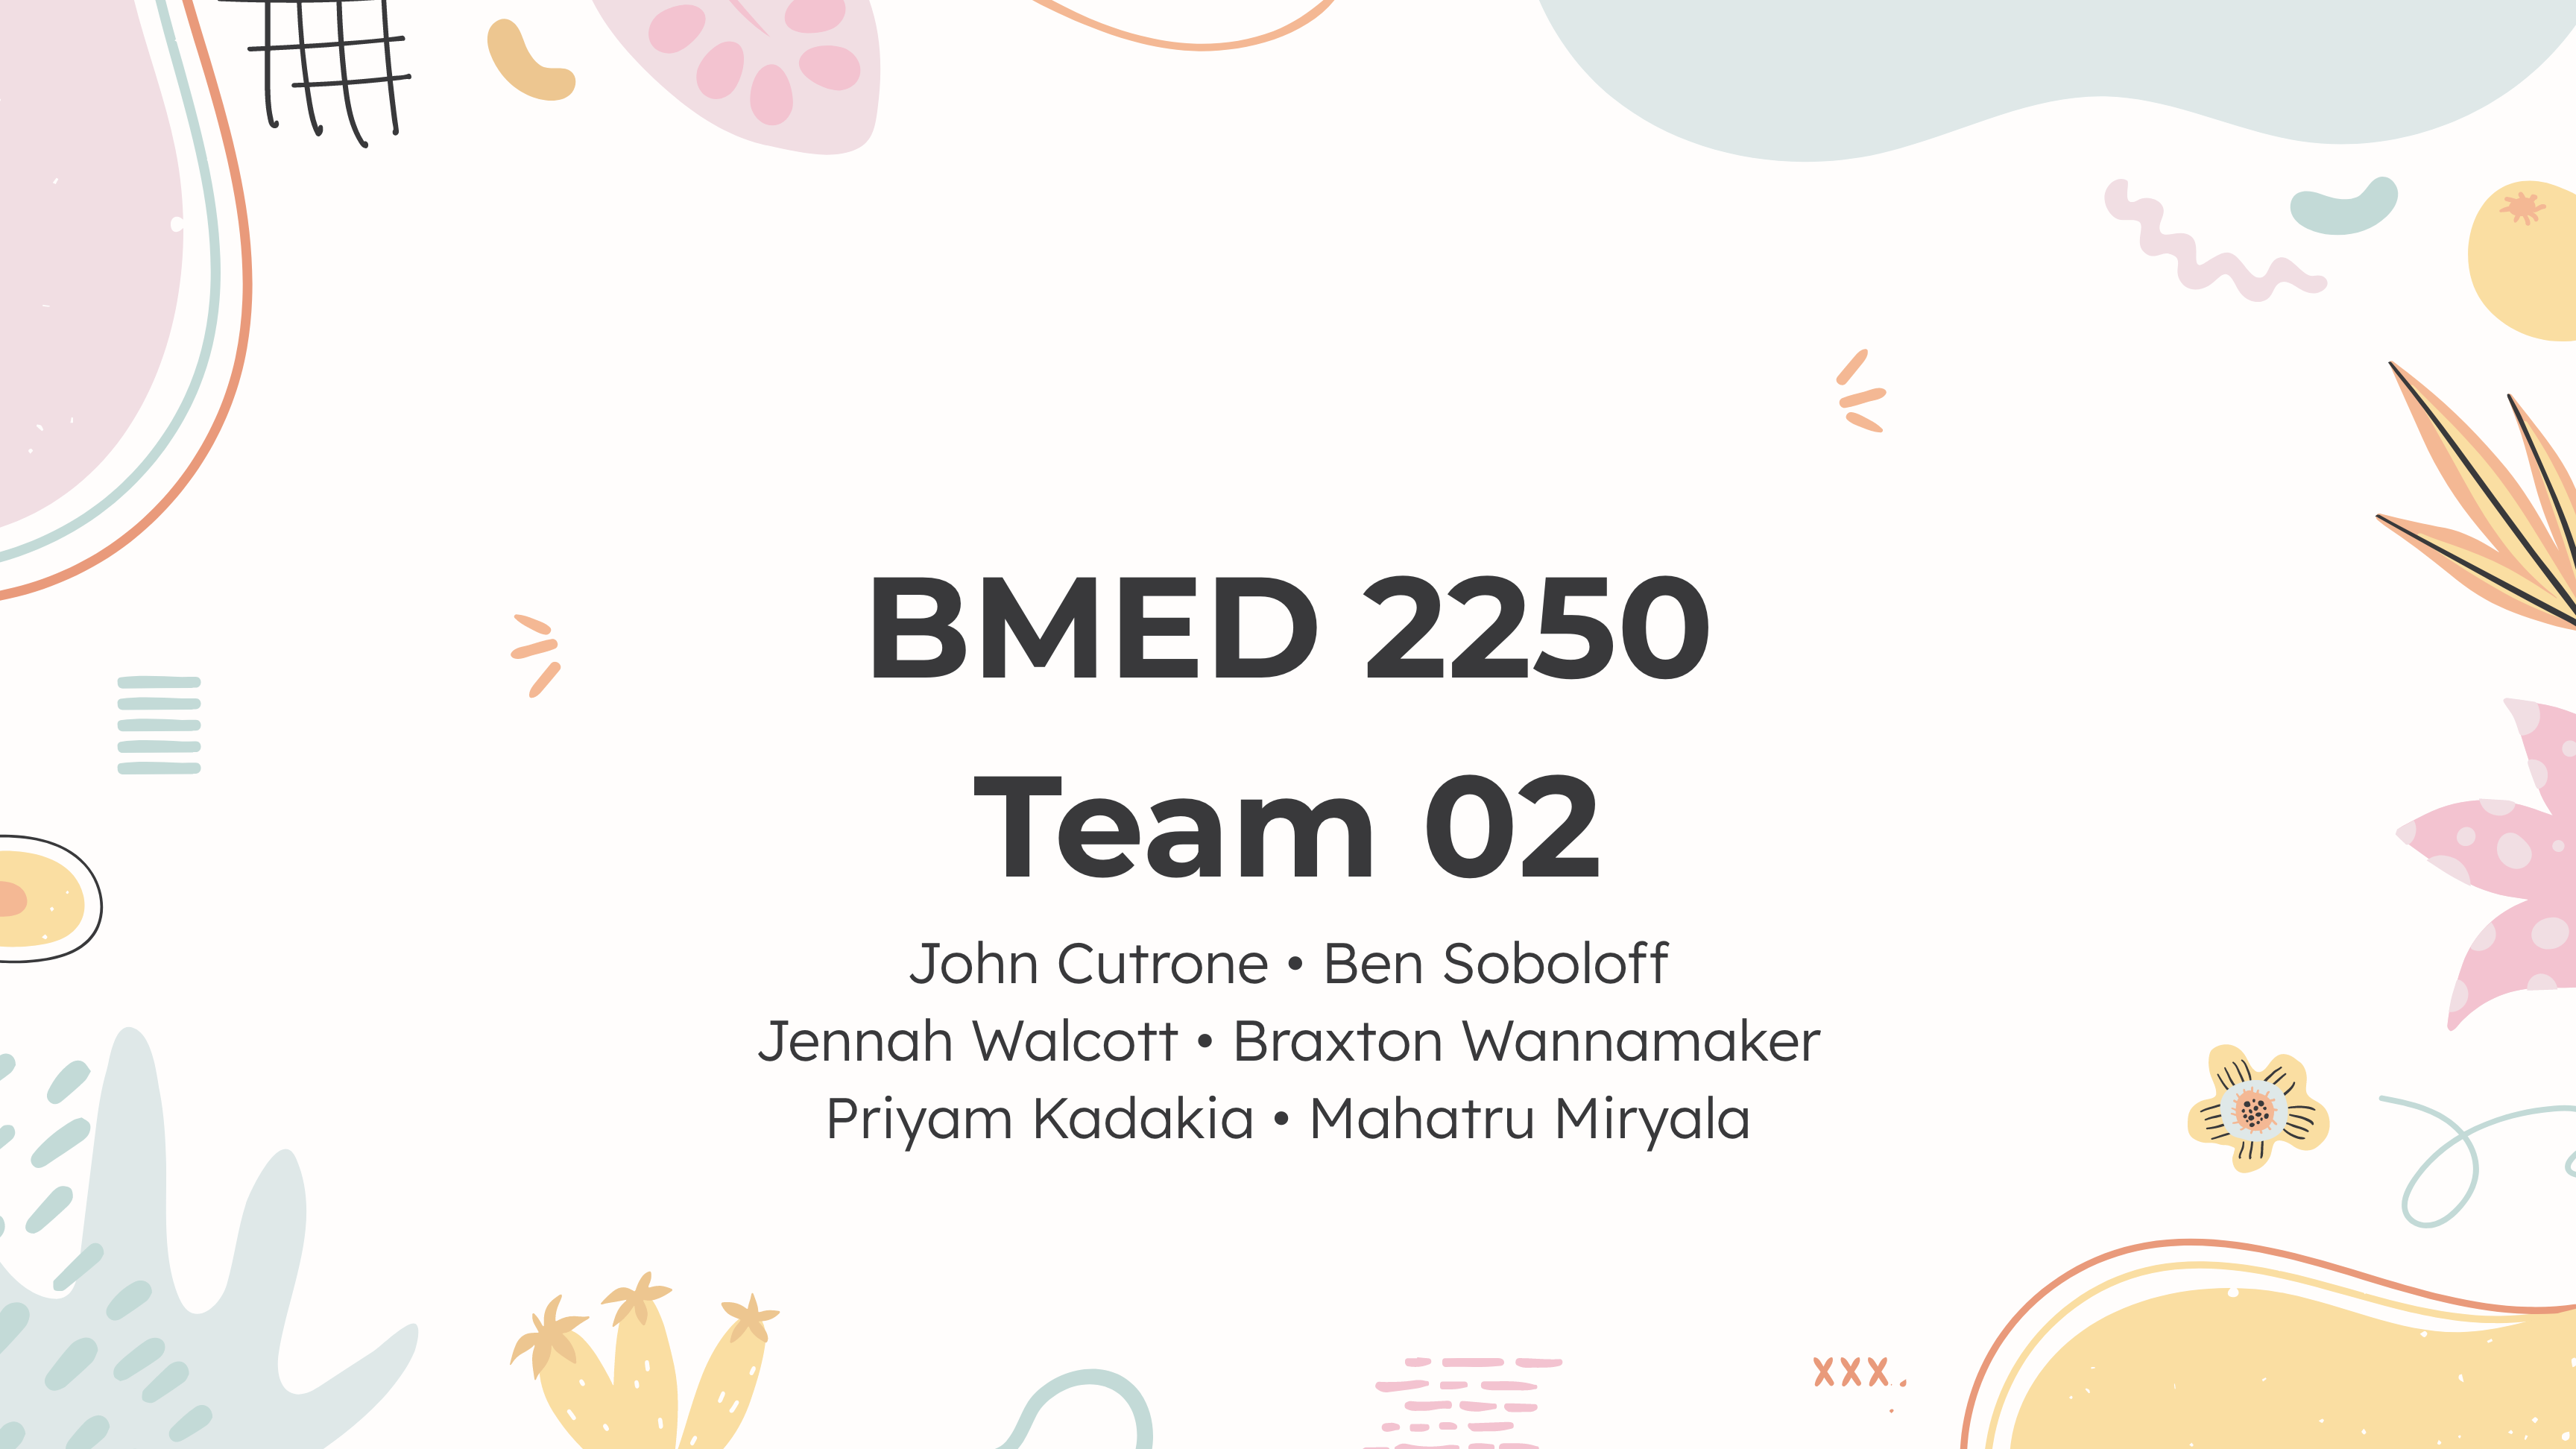 BMED 2250
Team 02
John Cutrone • Ben Soboloff
Jennah Walcott • Braxton Wannamaker
Priyam Kadakia • Mahatru Miryala